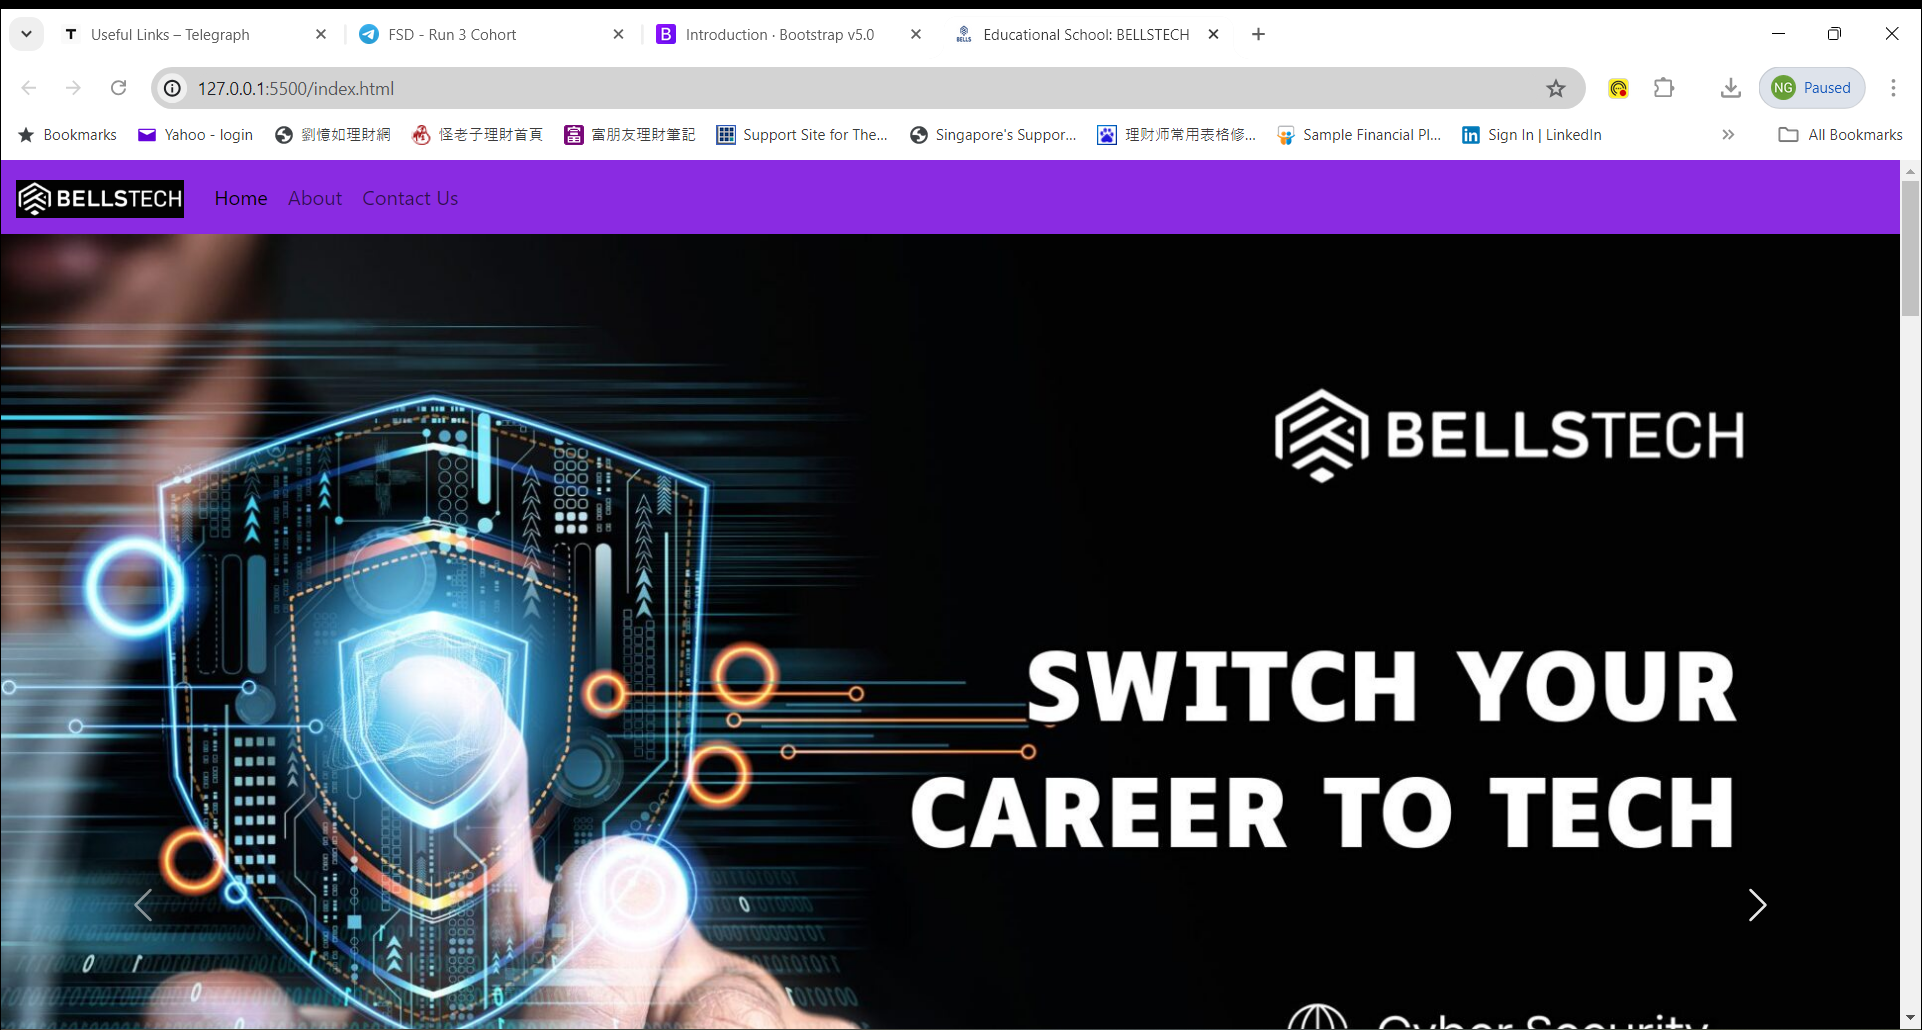 Useful Links – Telegraph
FSD - Run 3 Cohort
Introduction · Bootstrap v5.0
Educational School: BELLSTECH
127.0.0.1:5500/index.html
NG Paused
Bookmarks
Yahoo - login
劉憶如理財網
怪老子理財首頁
富朋友理財筆記
Support Site for The...
Singapore's Suppor...
理财师常用表格修...
Sample Financial Pl...
Sign In | LinkedIn
All Bookmarks
BELLSTECH
Home
About
Contact Us
BELLSTECH
SWITCH YOUR
CAREER TO TECH
Cyber Security